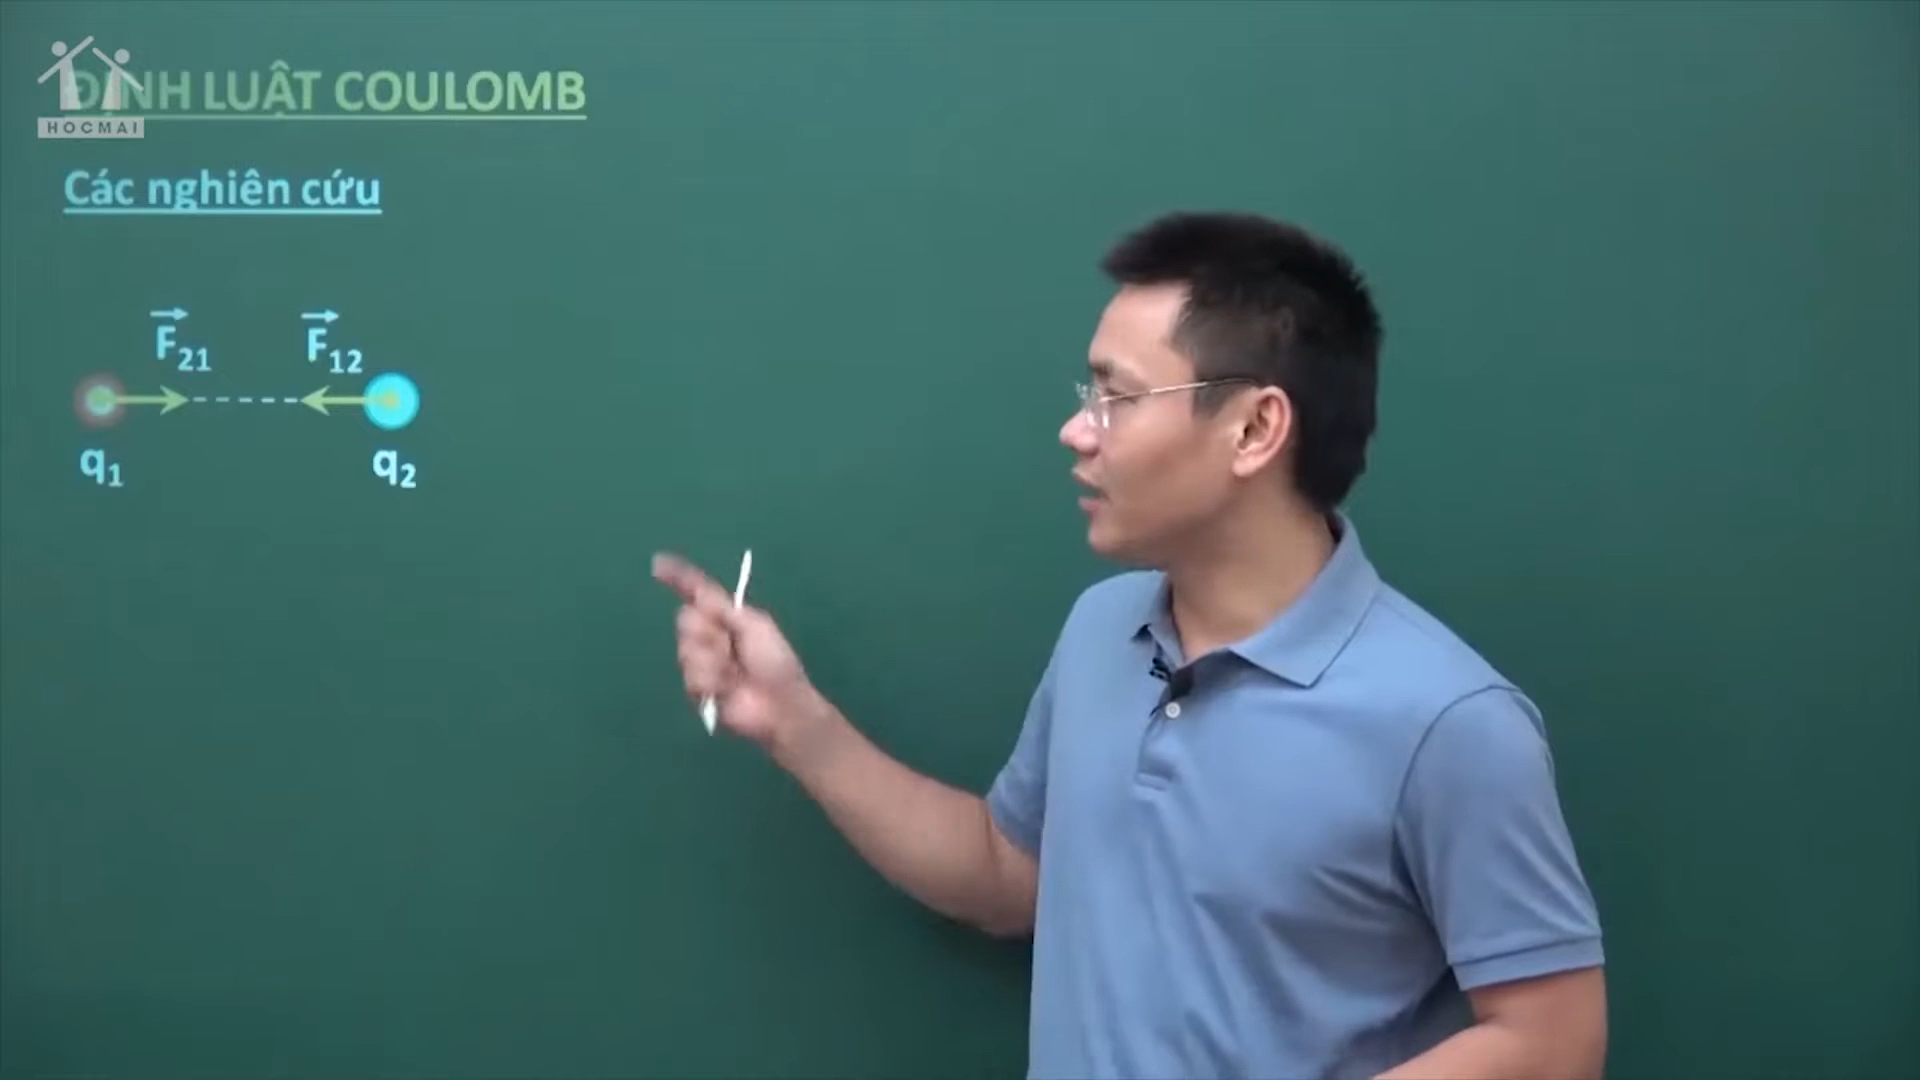 ĐỊNH LUẬT COULOMB
HOCMAI
Các nghiên cứu
F₂₁ F₁₂
q₁ q₂